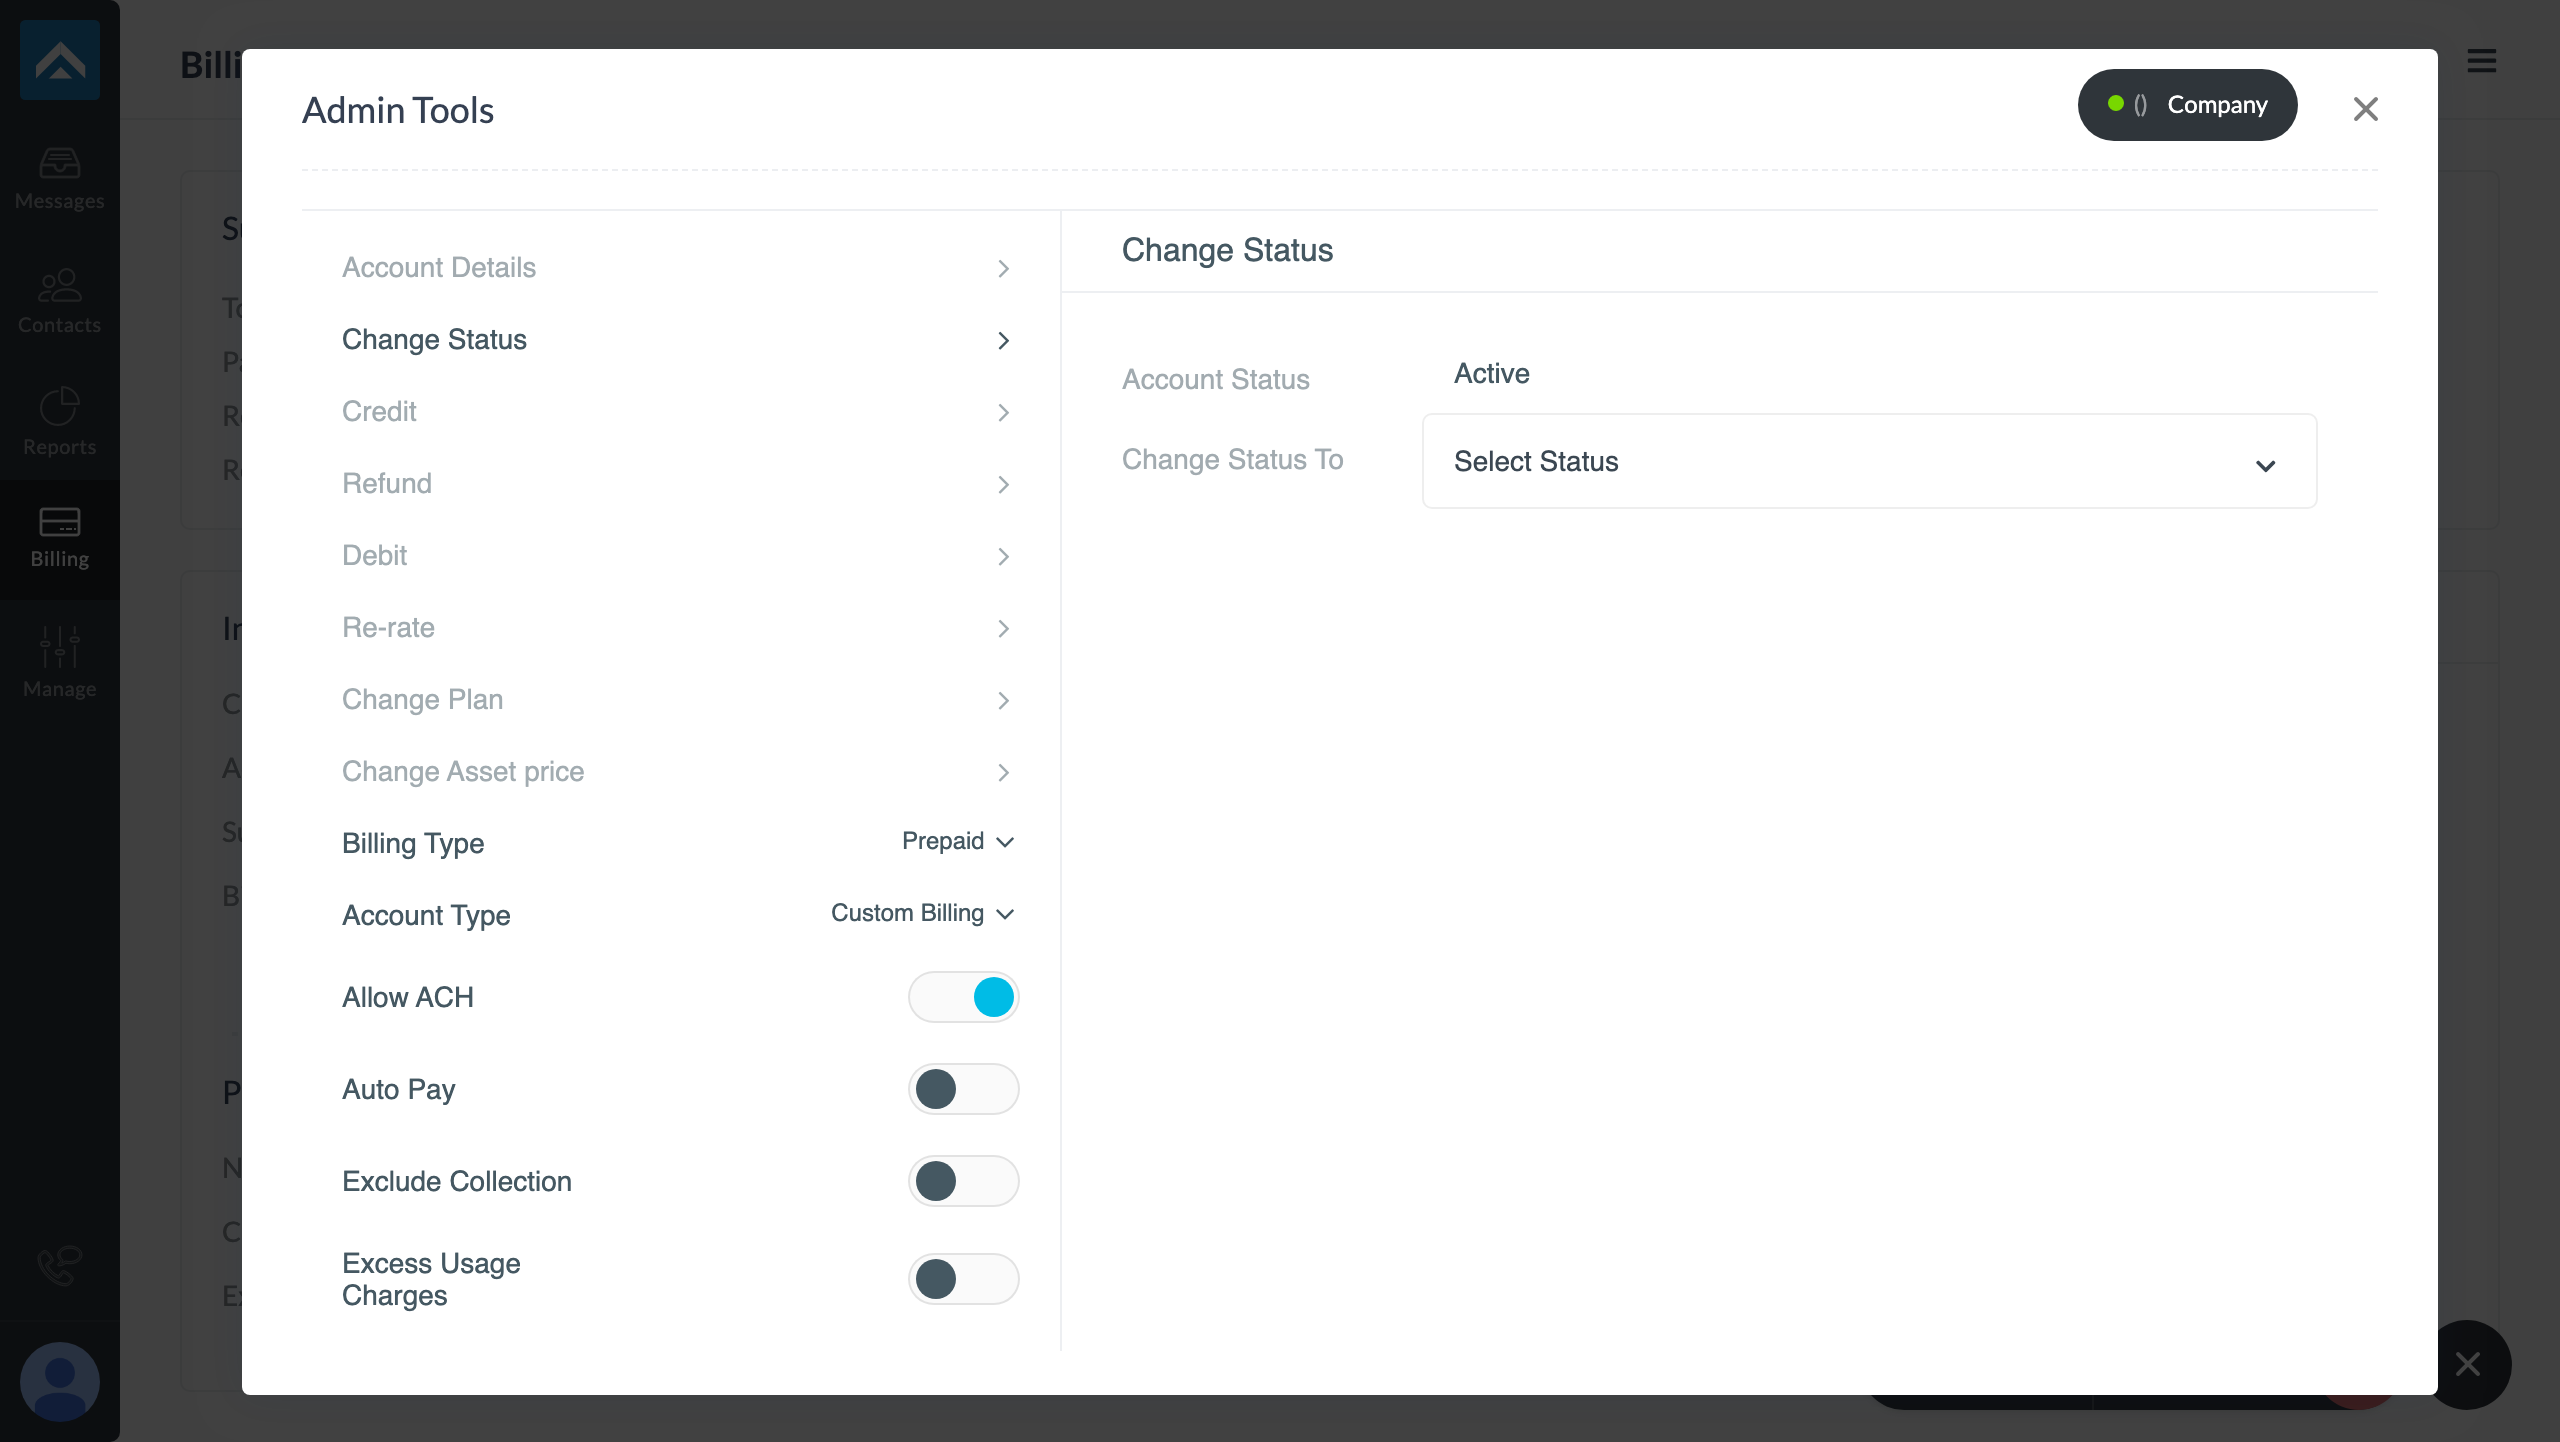 Billi
Admin Tools
() Company
Messages
Contacts
Reports
Billing
Manage
Account Details
Change Status
Credit
Refund
Debit
Re-rate
Change Plan
Change Asset price
Billing Type
Prepaid
Account Type
Custom Billing
Allow ACH
Auto Pay
Exclude Collection
Excess Usage
Charges
Change Status
Account Status
Active
Change Status To
Select Status